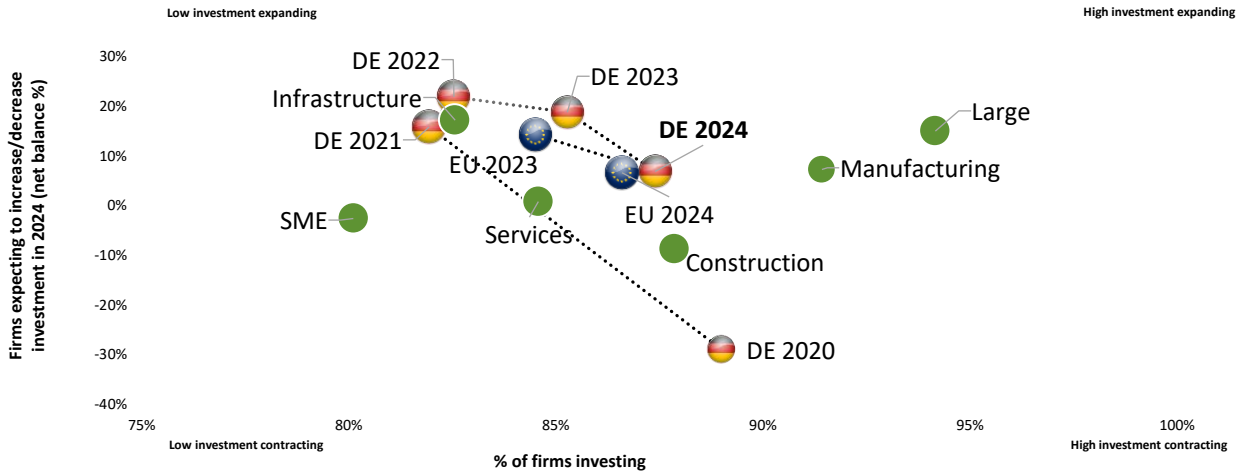 Low investment expanding
High investment expanding
Firms expecting to increase/decrease
investment in 2024 (net balance %)
30%
20%
10%
0%
-10%
-20%
-30%
-40%
DE 2022
DE 2023
Infrastructure
Large
DE 2021
DE 2024
EU 2023
Manufacturing
EU 2024
SME
Services
Construction
DE 2020
75%
80%
85%
90%
95%
100%
Low investment contracting
High investment contracting
% of firms investing